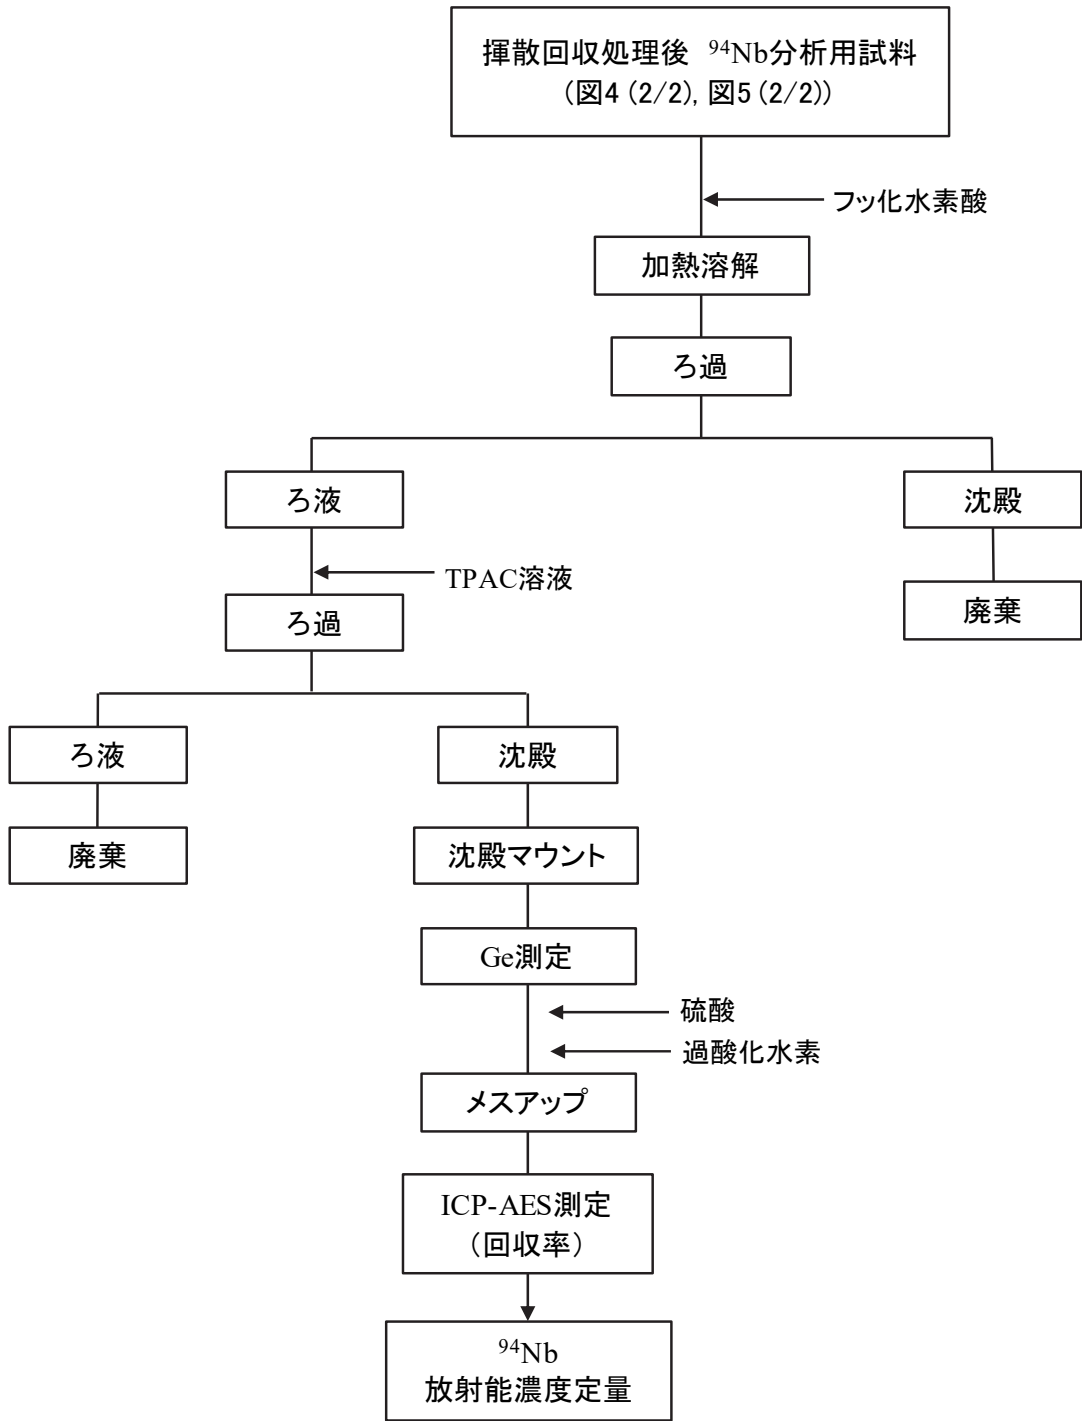 揮散回収処理後 ⁹⁴Nb分析用試料
（図4 (2/2), 図5 (2/2)）
フッ化水素酸
加熱溶解
ろ過
ろ液
沈殿
TPAC溶液
廃棄
ろ過
ろ液
沈殿
廃棄
沈殿マウント
Ge測定
硫酸
過酸化水素
メスアップ
ICP-AES測定
（回収率）
⁹⁴Nb
放射能濃度定量